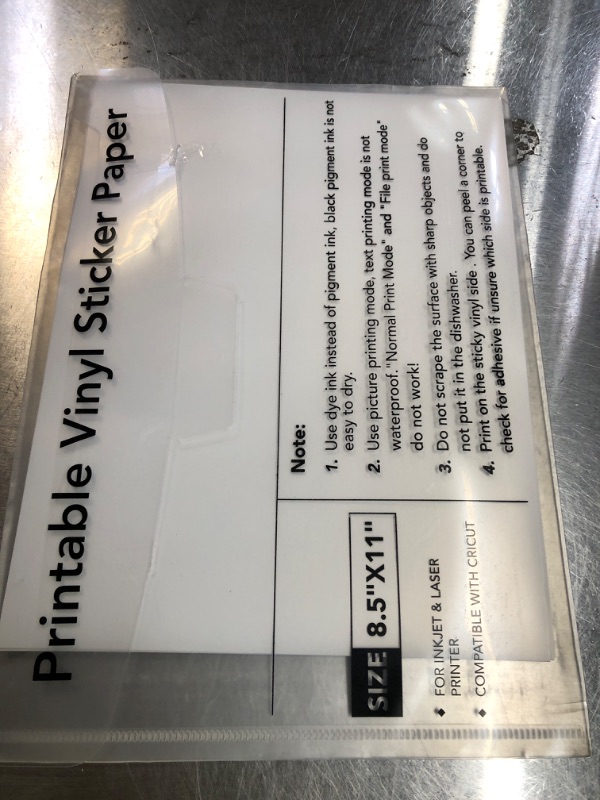 Printable Vinyl Sticker Paper
Note:
1. Use dye ink instead of pigment ink, black pigment ink is not
easy to dry.
2. Use picture printing mode, text printing mode is not
waterproof. "Normal Print Mode" and "File print mode"
do not work!
3. Do not scrape the surface with sharp objects and do
not put it in the dishwasher.
4. Print on the sticky vinyl side . You can peel a corner to
check for adhesive if unsure which side is printable.
SIZE 8.5"X11"
♦ FOR INKJET & LASER
PRINTER
♦ COMPATIBLE WITH CRICUT